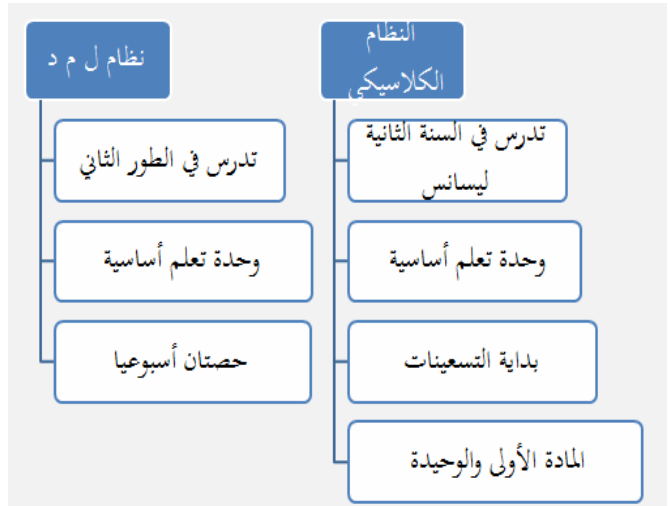 النظام
الكلاسيكي
تدرس في السنة الثانية
ليسانس
وحدة تعلم أساسية
بداية التسعينات
المادة الأولى والوحيدة
نظام ل م د
تدرس في الطور الثاني
وحدة تعلم أساسية
حصتان أسبوعيا